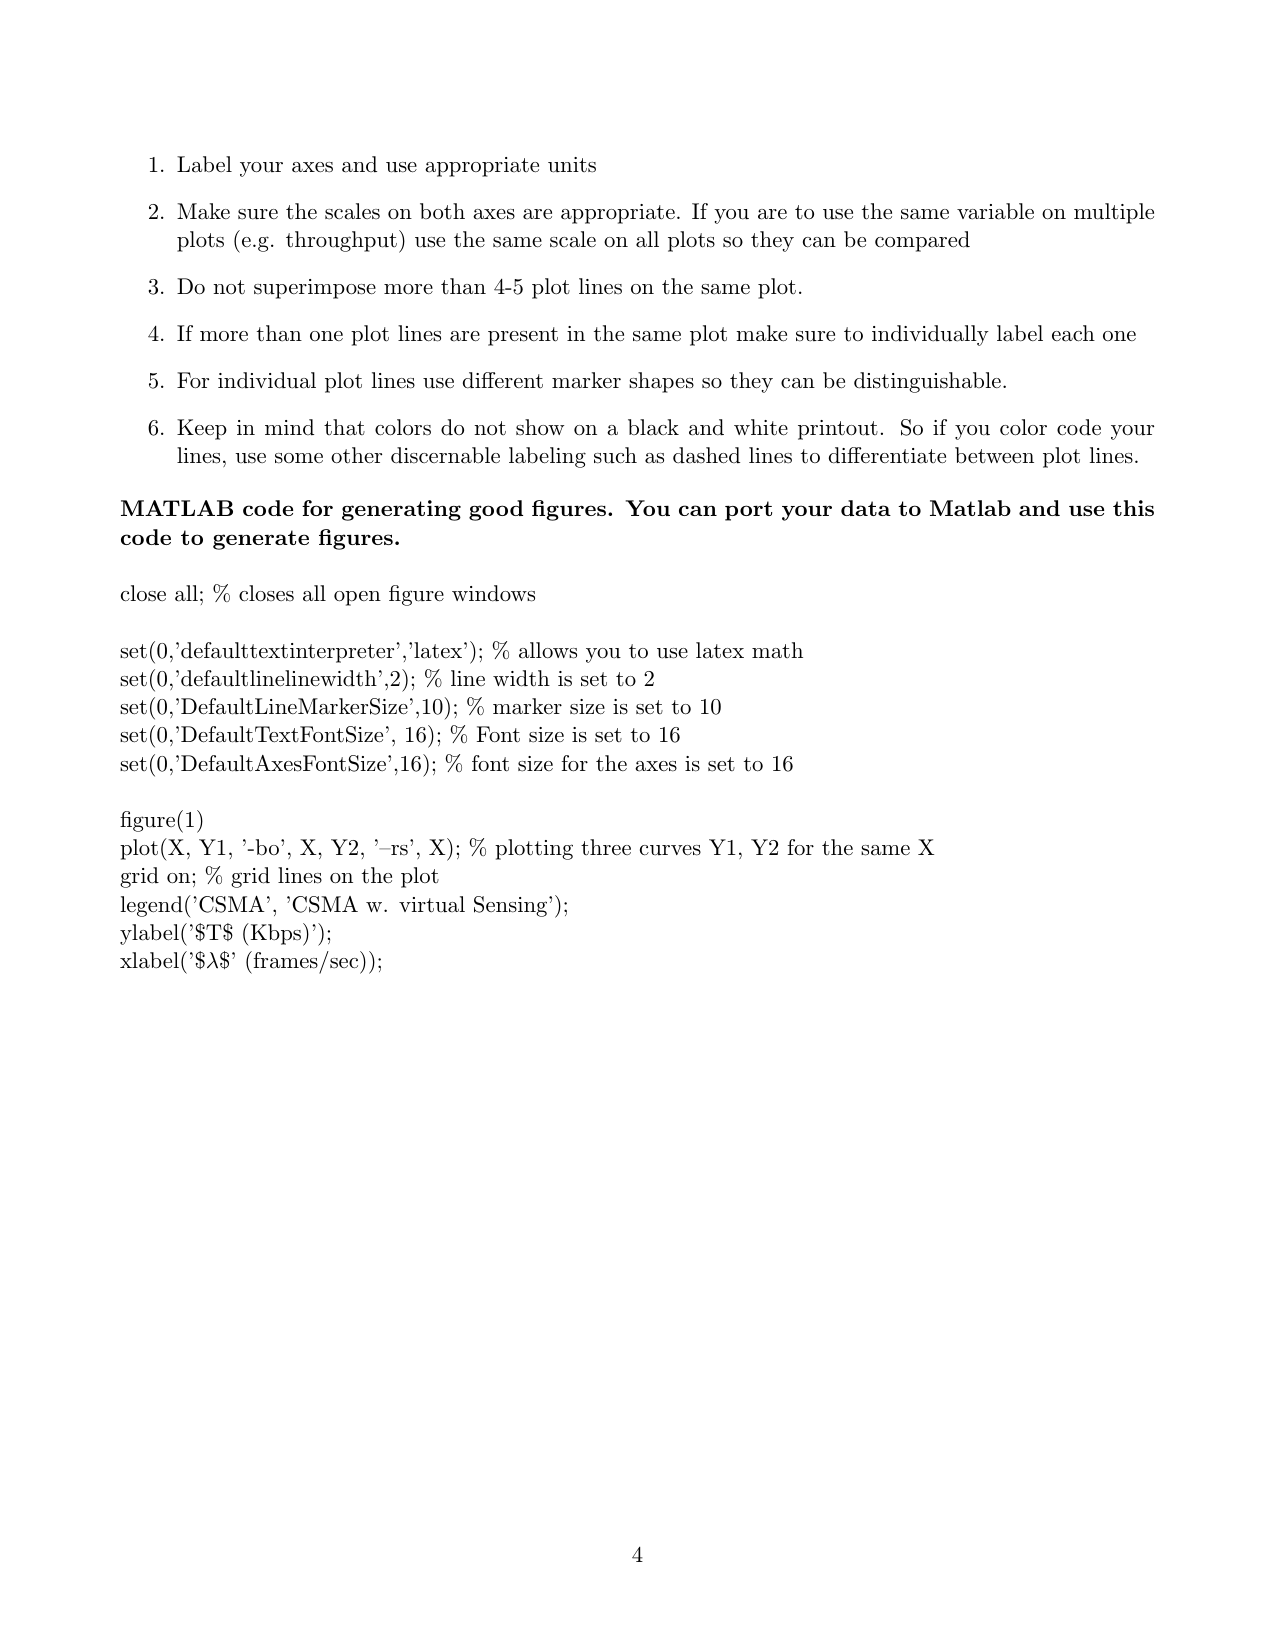 1. Label your axes and use appropriate units
2. Make sure the scales on both axes are appropriate. If you are to use the same variable on multiple
plots (e.g. throughput) use the same scale on all plots so they can be compared
3. Do not superimpose more than 4-5 plot lines on the same plot.
4. If more than one plot lines are present in the same plot make sure to individually label each one
5. For individual plot lines use different marker shapes so they can be distinguishable.
6. Keep in mind that colors do not show on a black and white printout. So if you color code your
lines, use some other discernable labeling such as dashed lines to differentiate between plot lines.
MATLAB code for generating good figures. You can port your data to Matlab and use this
code to generate figures.
close all; % closes all open figure windows
set(0,’defaulttextinterpreter’,’latex’); % allows you to use latex math
set(0,’defaultlinelinewidth’,2); % line width is set to 2
set(0,’DefaultLineMarkerSize’,10); % marker size is set to 10
set(0,’DefaultTextFontSize’, 16); % Font size is set to 16
set(0,’DefaultAxesFontSize’,16); % font size for the axes is set to 16
figure(1)
plot(X, Y1, ’-bo’, X, Y2, ’–rs’, X); % plotting three curves Y1, Y2 for the same X
grid on; % grid lines on the plot
legend(’CSMA’, ’CSMA w. virtual Sensing’);
ylabel(’$T$ (Kbps)’);
xlabel(’$λ$’ (frames/sec));
4